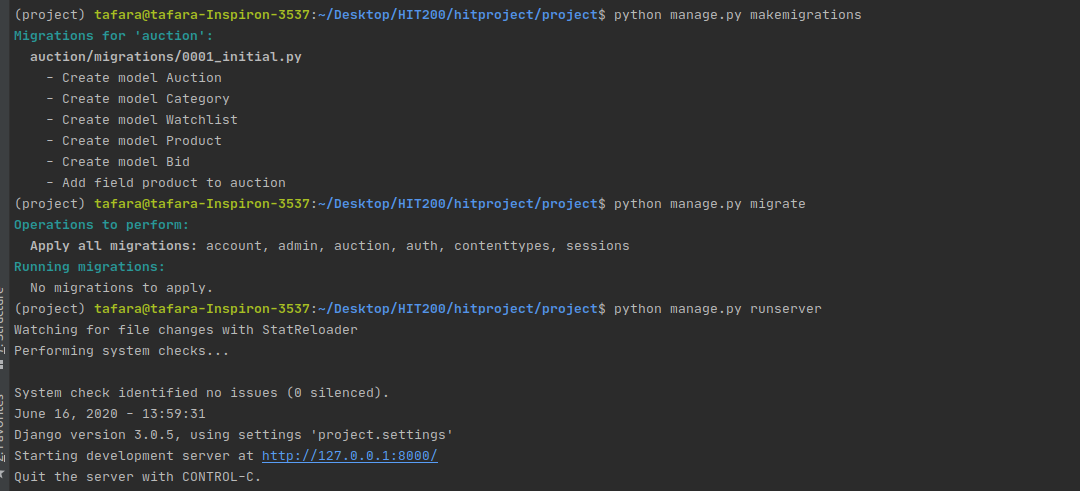 (project) tafara@tafara-Inspiron-3537:~/Desktop/HIT200/hitproject/project$ python manage.py makemigrations
Migrations for 'auction':
  auction/migrations/0001_initial.py
    - Create model Auction
    - Create model Category
    - Create model Watchlist
    - Create model Product
    - Create model Bid
    - Add field product to auction
(project) tafara@tafara-Inspiron-3537:~/Desktop/HIT200/hitproject/project$ python manage.py migrate
Operations to perform:
  Apply all migrations: account, admin, auction, auth, contenttypes, sessions
Running migrations:
  No migrations to apply.
(project) tafara@tafara-Inspiron-3537:~/Desktop/HIT200/hitproject/project$ python manage.py runserver
Watching for file changes with StatReloader
Performing system checks...

System check identified no issues (0 silenced).
June 16, 2020 - 13:59:31
Django version 3.0.5, using settings 'project.settings'
Starting development server at http://127.0.0.1:8000/
Quit the server with CONTROL-C.